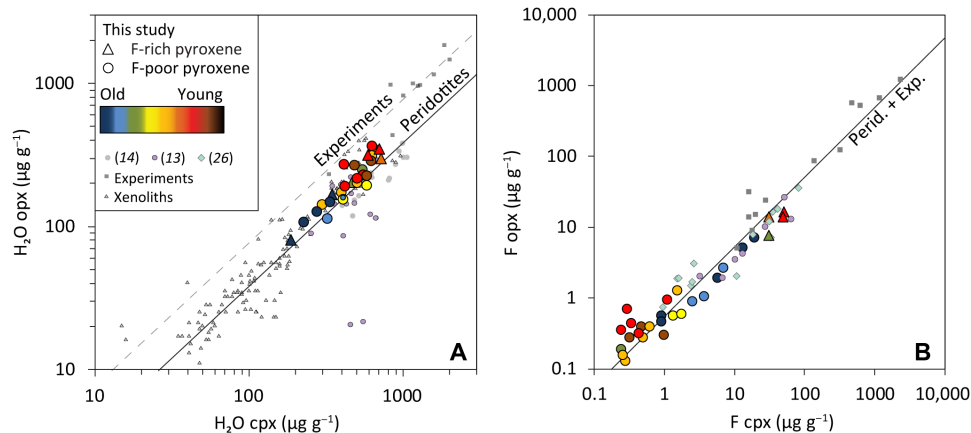 This study
F-rich pyroxene
F-poor pyroxene
Old Young
(14) (13) (26)
Experiments
Xenoliths
Experiments
Peridotites
A
1000
100
10
10 100 1000
H₂O opx (µg g⁻¹)
H₂O cpx (µg g⁻¹)
10,000
1000
100
10
1
0.1
0.1 1 10 100 1000 10,000
Perid. + Exp.
B
F opx (µg g⁻¹)
F cpx (µg g⁻¹)